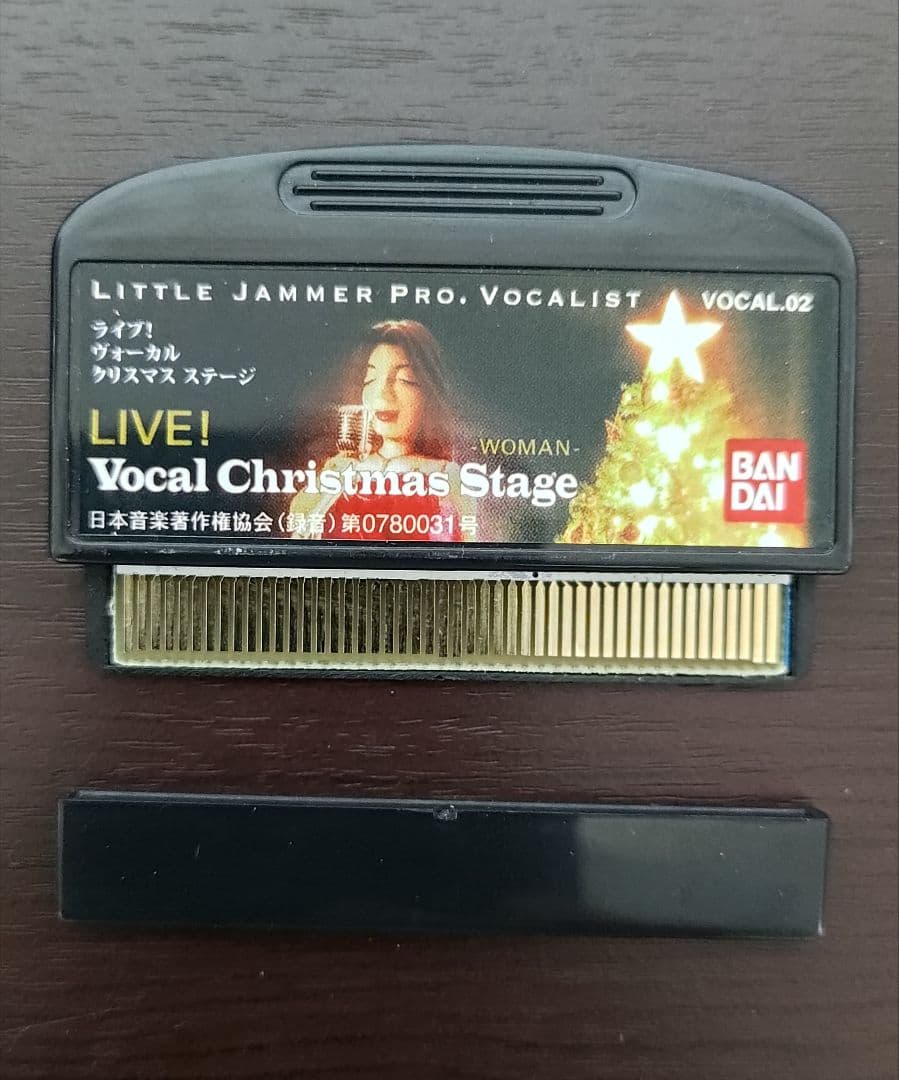 LITTLE JAMMER PRO. VOCALIST
VOCAL.02
ライブ!
ヴォーカル
クリスマス ステージ
LIVE!
-WOMAN-
Vocal Christmas Stage
BAN
DAI
日本音楽著作権協会(録音)第0780031号